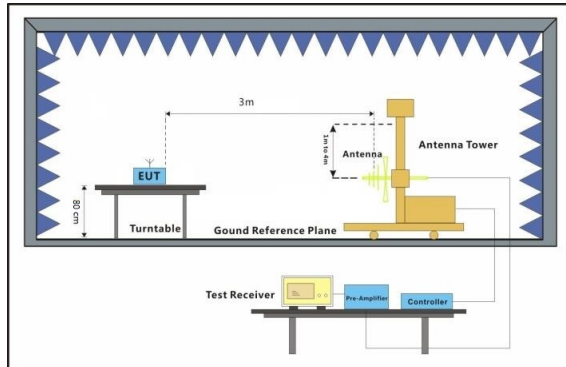 3m
1m to 4m
Antenna
Antenna Tower
EUT
80 cm
Turntable
Gound Reference Plane
Test Receiver
Pre-Amplifier
Controller